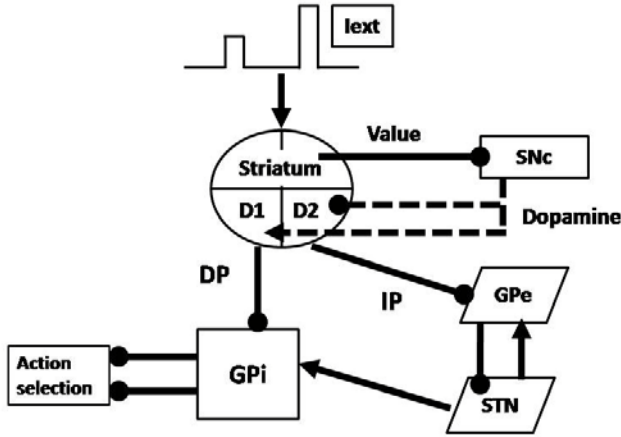 Iext
Value
SNc
Striatum
D1
D2
Dopamine
DP
IP
GPe
Action
selection
GPi
STN